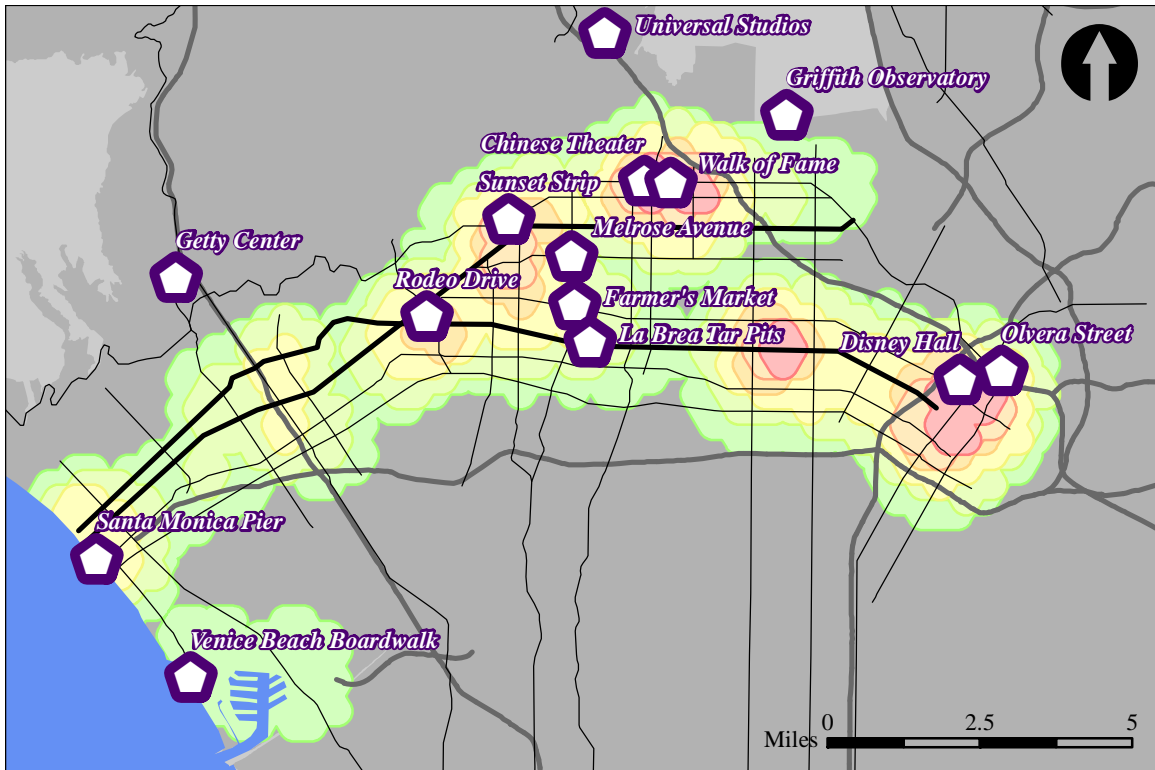 Universal Studios
Griffith Observatory
Chinese Theater
Walk of Fame
Sunset Strip
Melrose Avenue
Getty Center
Rodeo Drive
Farmer's Market
La Brea Tar Pits
Disney Hall
Olvera Street
Santa Monica Pier
Venice Beach Boardwalk
Miles 0 2.5 5